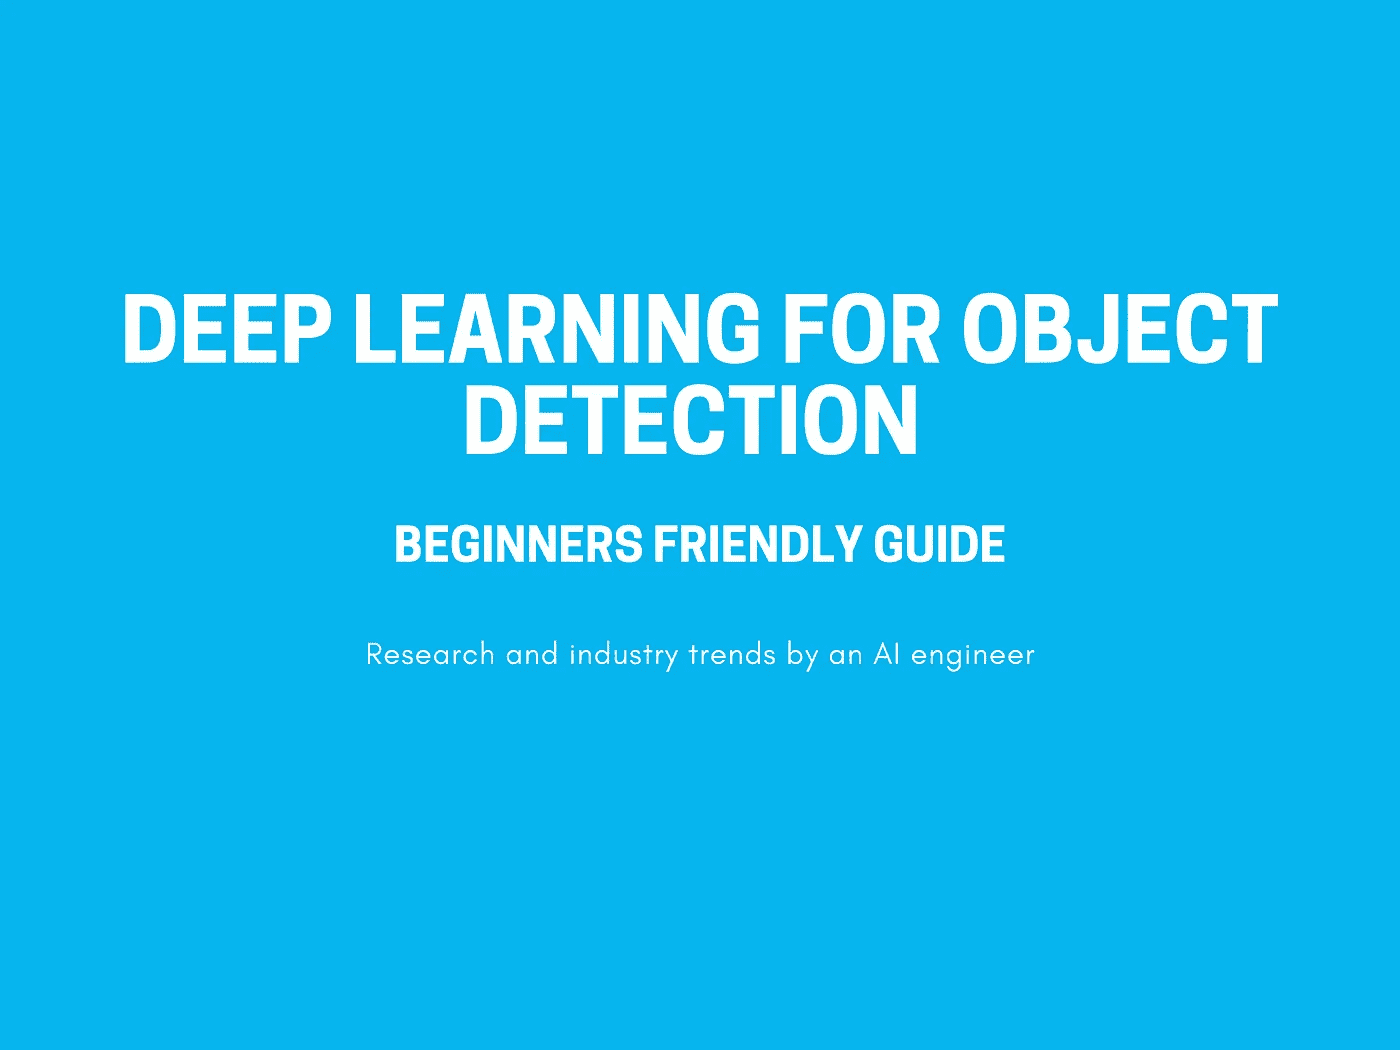 DEEP LEARNING FOR OBJECT
DETECTION
BEGINNERS FRIENDLY GUIDE
Research and industry trends by an AI engineer